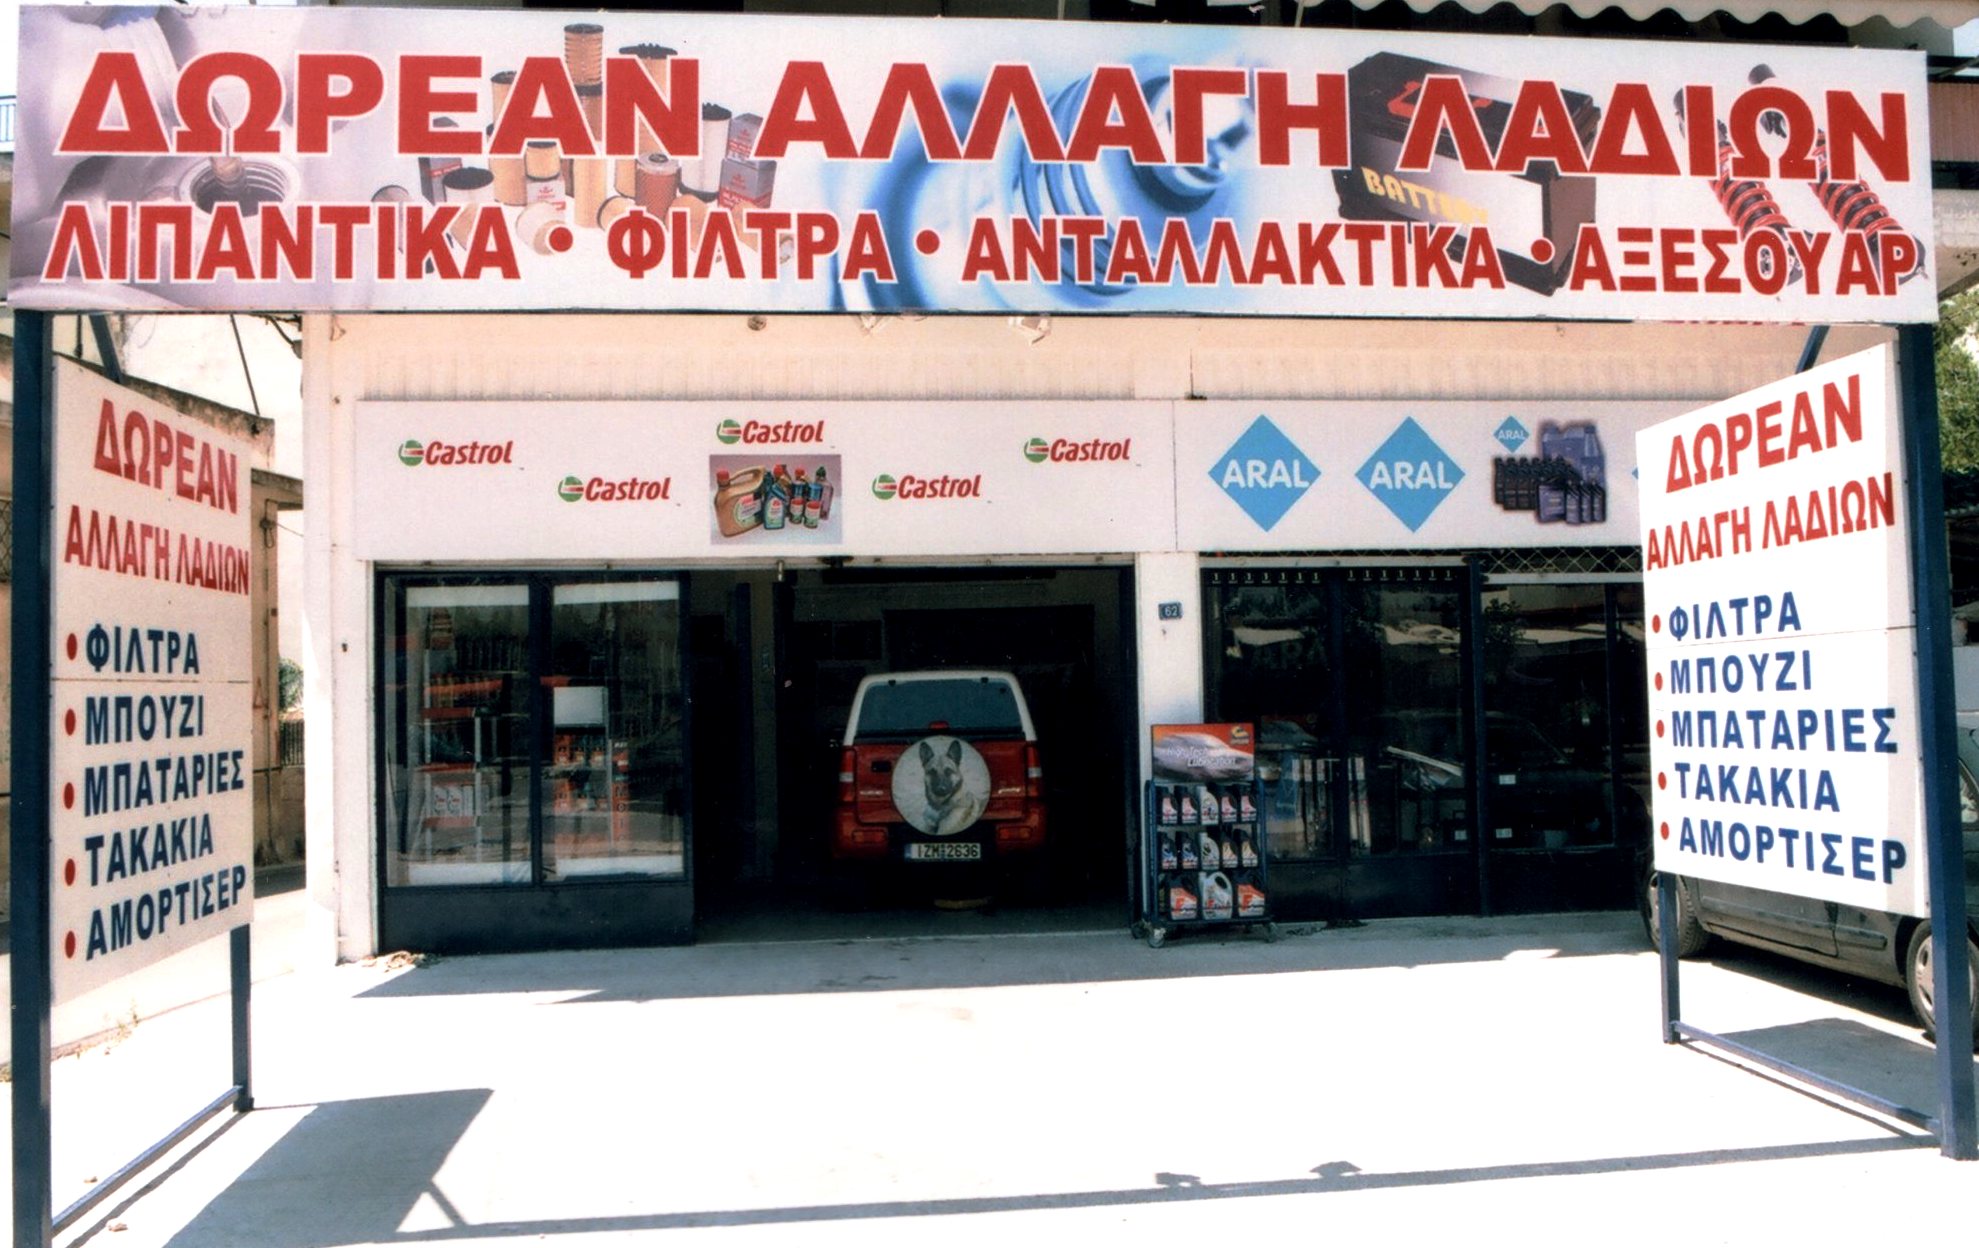 ΔΩΡΕΑΝ ΑΛΛΑΓΗ ΛΑΔΙΩΝ
BATTERY
ΛΙΠΑΝΤΙΚΑ • ΦΙΛΤΡΑ • ΑΝΤΑΛΛΑΚΤΙΚΑ • ΑΞΕΣΟΥΑΡ
ΔΩΡΕΑΝ
ΑΛΛΑΓΗ ΛΑΔΙΩΝ
• ΦΙΛΤΡΑ
• ΜΠΟΥΖΙ
• ΜΠΑΤΑΡΙΕΣ
• ΤΑΚΑΚΙΑ
• ΑΜΟΡΤΙΣΕΡ
Castrol
Castrol
Castrol
Castrol
Castrol
ARAL
ARAL
ARAL
62
ΙΖΜ 2636
ΔΩΡΕΑΝ
ΑΛΛΑΓΗ ΛΑΔΙΩΝ
• ΦΙΛΤΡΑ
• ΜΠΟΥΖΙ
• ΜΠΑΤΑΡΙΕΣ
• ΤΑΚΑΚΙΑ
• ΑΜΟΡΤΙΣΕΡ